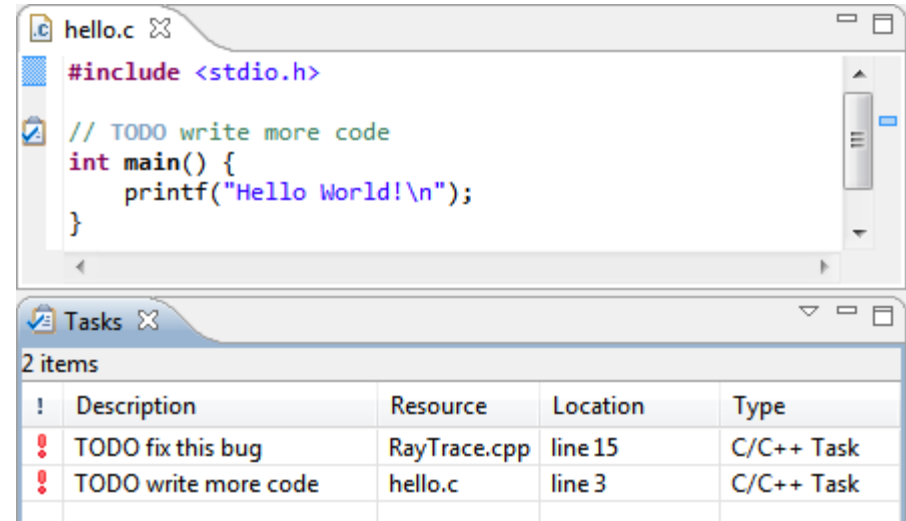 .c hello.c
#include <stdio.h>
// TODO write more code
int main() {
    printf("Hello World!\n");
}
Tasks
2 items
! Description Resource Location Type
TODO fix this bug RayTrace.cpp line 15 C/C++ Task
TODO write more code hello.c line 3 C/C++ Task